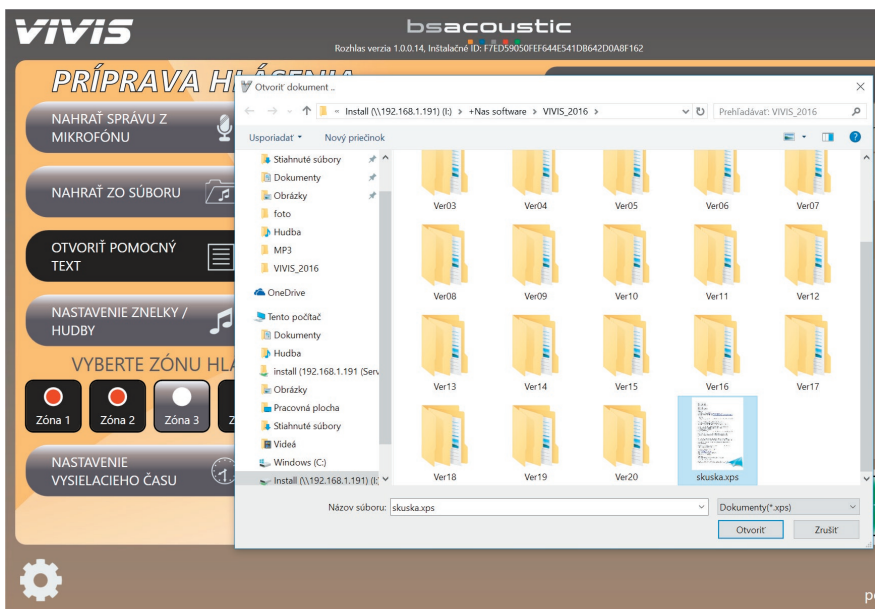 VIVIS
bsacoustic
Rozhlas verzia 1.0.0.14, Inštalačné ID: F7ED59050FEF644E541DB642D0A8F162
PRÍPRAVA HLÁSENIA
NAHRAŤ SPRÁVU Z
MIKROFÓNU
NAHRAŤ ZO SÚBORU
OTVORIŤ POMOCNÝ
TEXT
NASTAVENIE ZNELKY /
HUDBY
VYBERTE ZÓNU HLÁ
Zóna 1
Zóna 2
Zóna 3
Z
NASTAVENIE
VYSIELACIEHO ČASU
Otvoriť dokument ..
« Install (\\192.168.1.191) (I:) > +Nas software > VIVIS_2016 >
Prehľadávať: VIVIS_2016
Usporiadať
Nový priečinok
Stiahnuté súbory
Dokumenty
Obrázky
foto
Hudba
MP3
VIVIS_2016
OneDrive
Tento počítač
Dokumenty
Hudba
install (192.168.1.191 (Serv
Obrázky
Pracovná plocha
Stiahnuté súbory
Videá
Windows (C:)
Install (\\192.168.1.191) (I:
Ver03
Ver04
Ver05
Ver06
Ver07
Ver08
Ver09
Ver10
Ver11
Ver12
Ver13
Ver14
Ver15
Ver16
Ver17
Ver18
Ver19
Ver20
skuska.xps
Názov súboru:
skuska.xps
Dokumenty(*.xps)
Otvoriť
Zrušiť